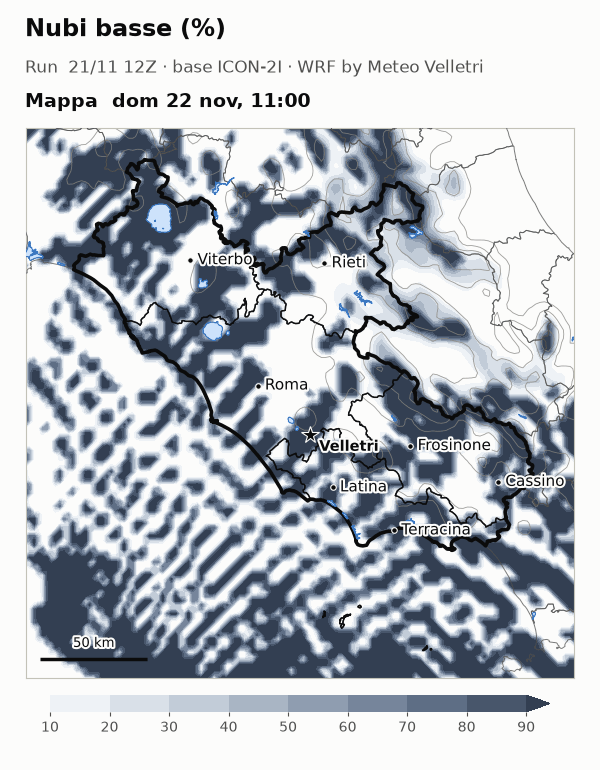 Nubi basse (%)
Run 21/11 12Z · base ICON-2I · WRF by Meteo Velletri
Mappa dom 22 nov, 11:00
Viterbo
Rieti
Roma
Velletri
Frosinone
Latina
Cassino
Terracina
50 km
10 20 30 40 50 60 70 80 90